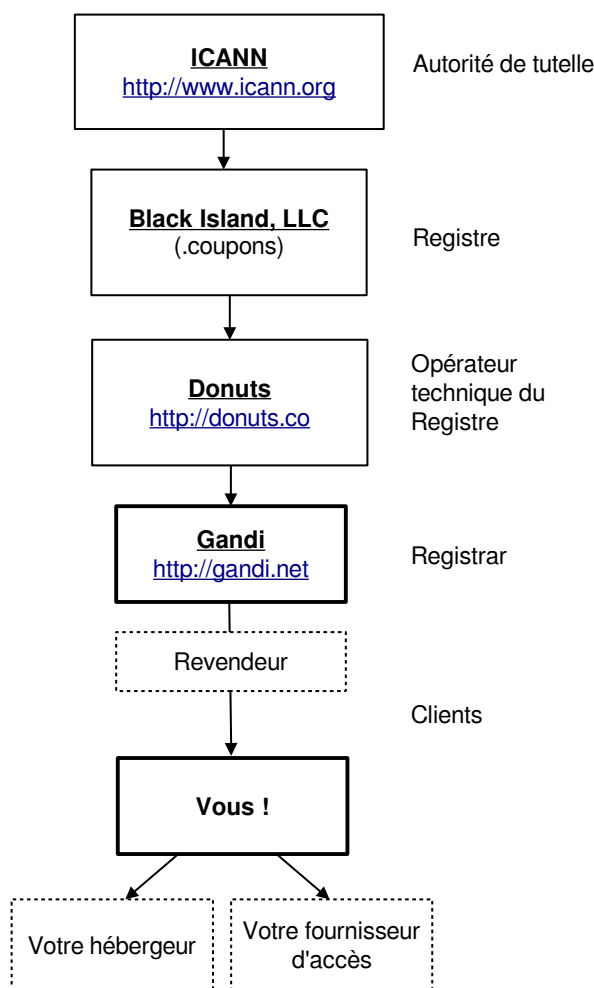 ICANN
http://www.icann.org
Autorité de tutelle
Black Island, LLC
(.coupons)
Registre
Donuts
http://donuts.co
Opérateur
technique du
Registre
Gandi
http://gandi.net
Registrar
Revendeur
Clients
Vous !
Votre hébergeur
Votre fournisseur
d'accès